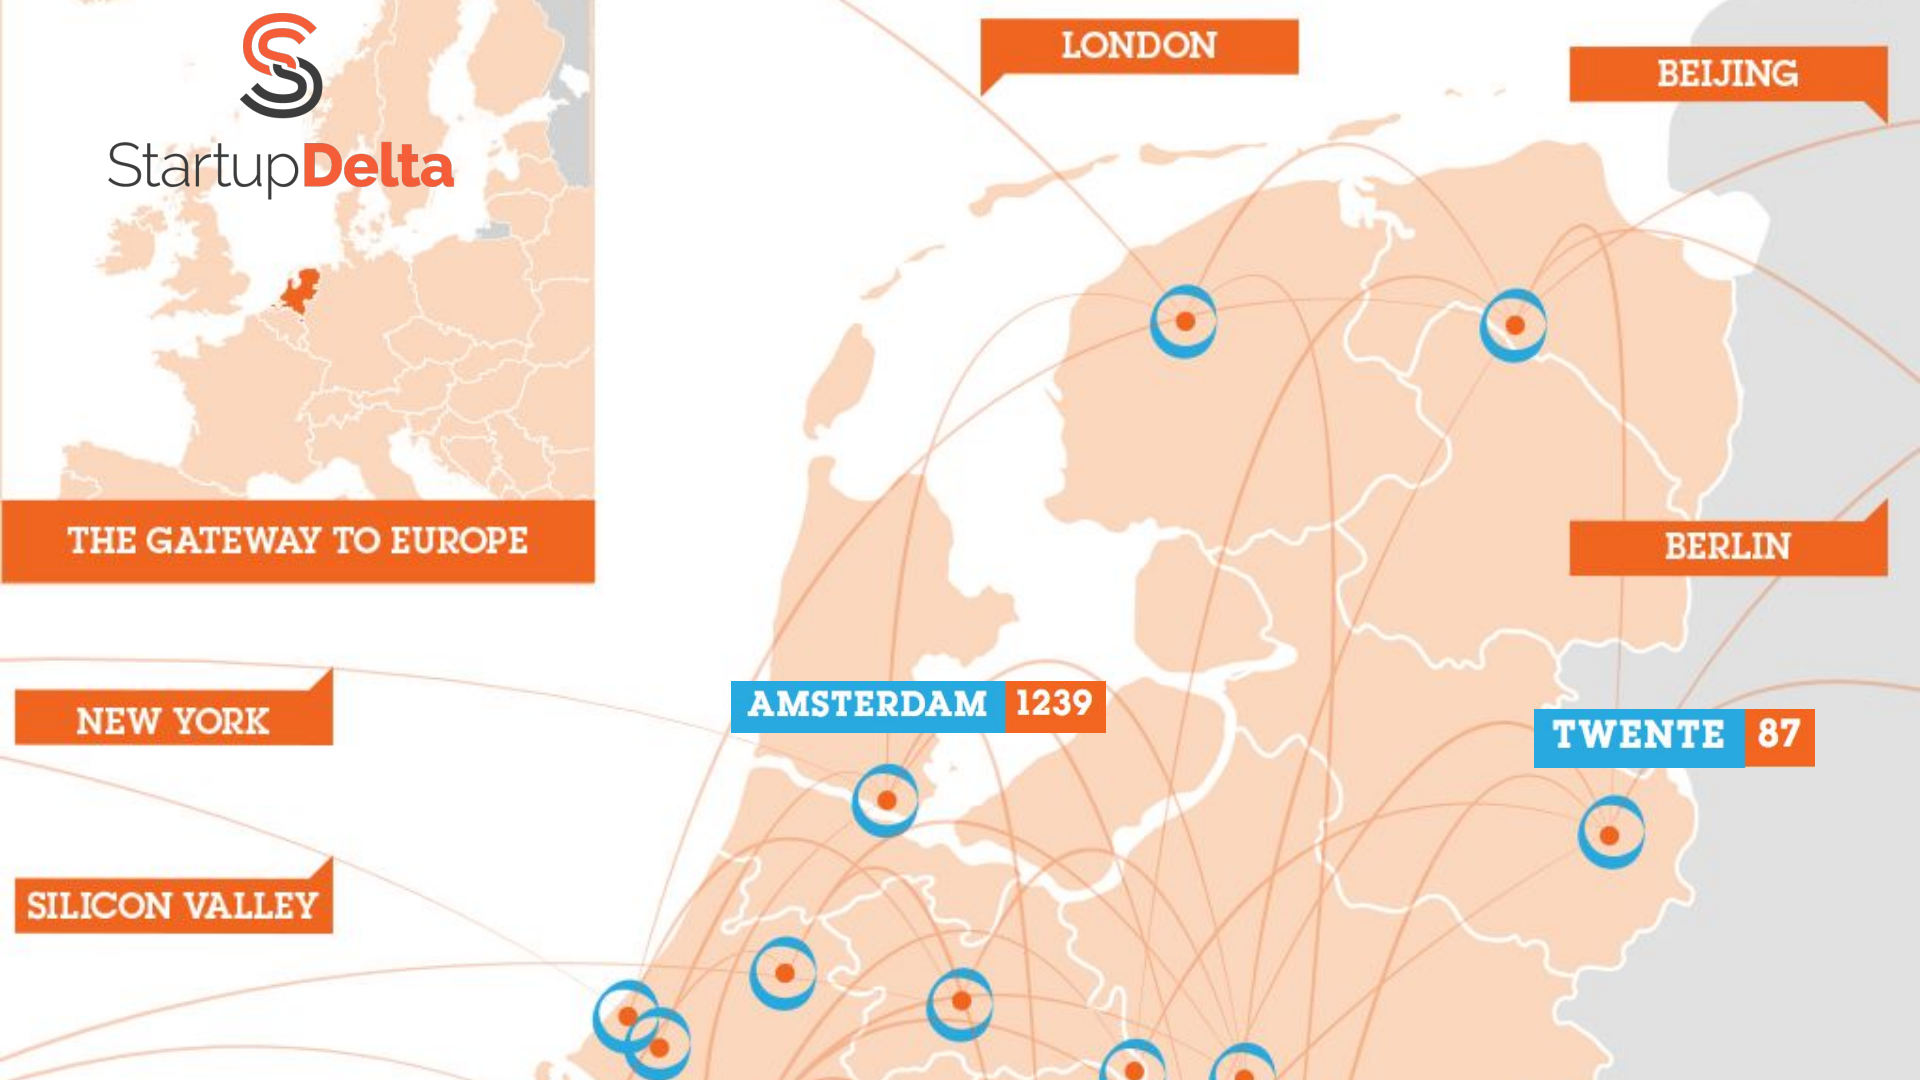 StartupDelta
THE GATEWAY TO EUROPE
LONDON
BEIJING
BERLIN
NEW YORK
AMSTERDAM 1239
TWENTE 87
SILICON VALLEY